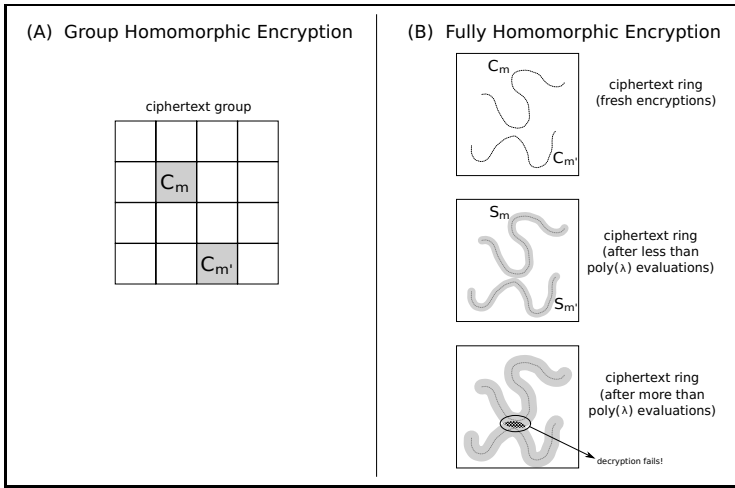 (A) Group Homomorphic Encryption
ciphertext group
Cm
Cm'
(B) Fully Homomorphic Encryption
Cm
Cm'
ciphertext ring
(fresh encryptions)
Sm
Sm'
ciphertext ring
(after less than
poly(λ) evaluations)
ciphertext ring
(after more than
poly(λ) evaluations)
decryption fails!